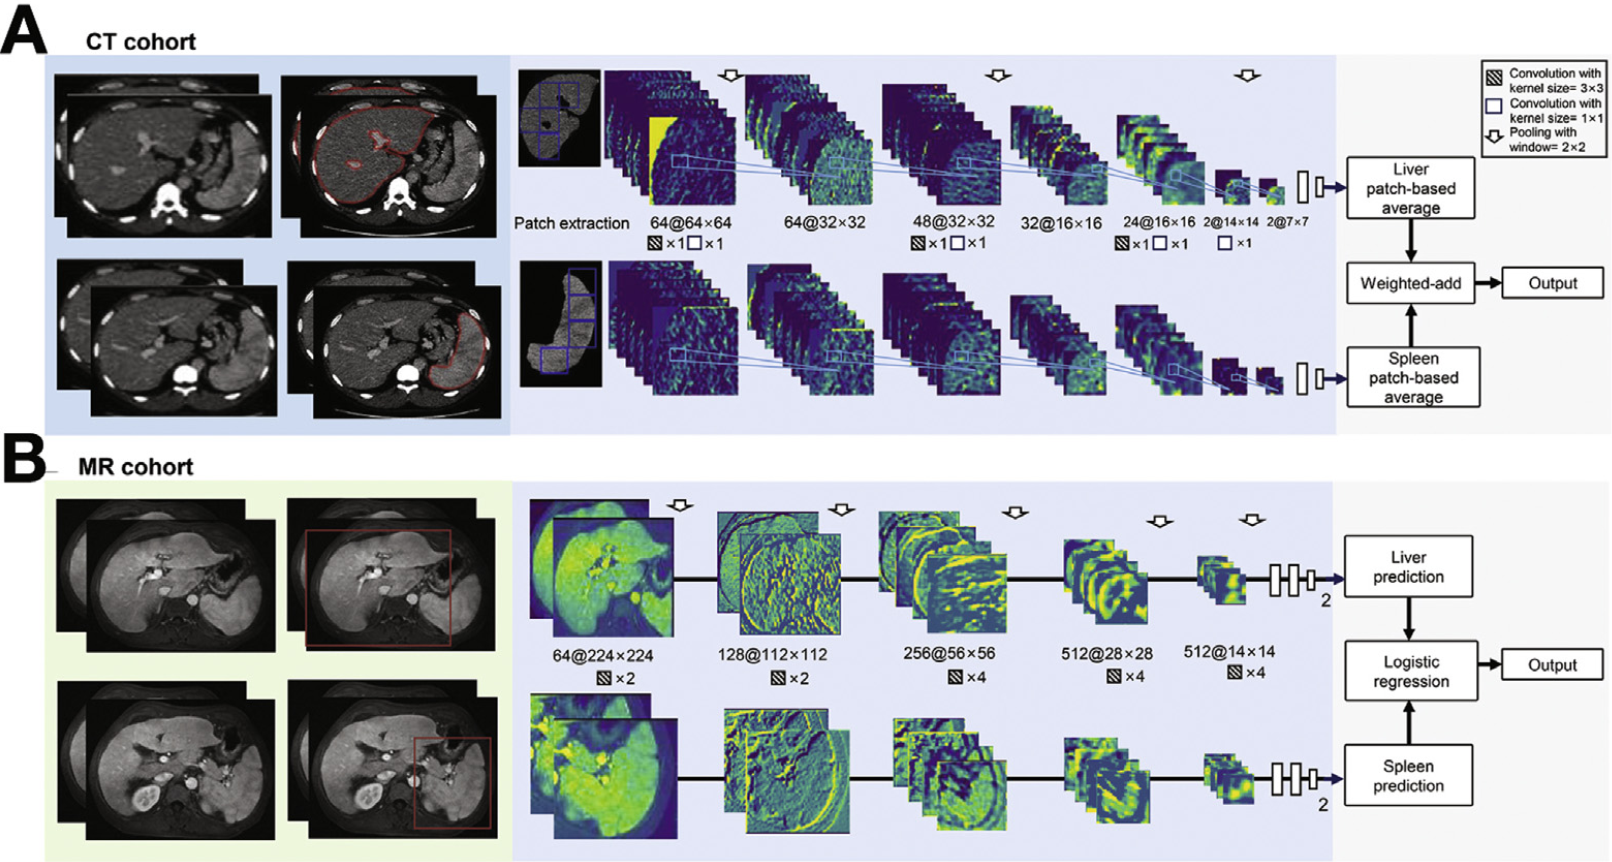 A
CT cohort
Convolution with
kernel size= 3×3
Convolution with
kernel size= 1×1
Pooling with
window= 2×2
Patch extraction
64@64×64
64@32×32
48@32×32
32@16×16
24@16×16
2@14×14
2@7×7
×1 ×1
×1 ×1
×1 ×1
×1
Liver
patch-based
average
Weighted-add
Output
Spleen
patch-based
average
B
MR cohort
64@224×224
128@112×112
256@56×56
512@28×28
512@14×14
×2
×2
×4
×4
×4
2
2
Liver
prediction
Logistic
regression
Output
Spleen
prediction